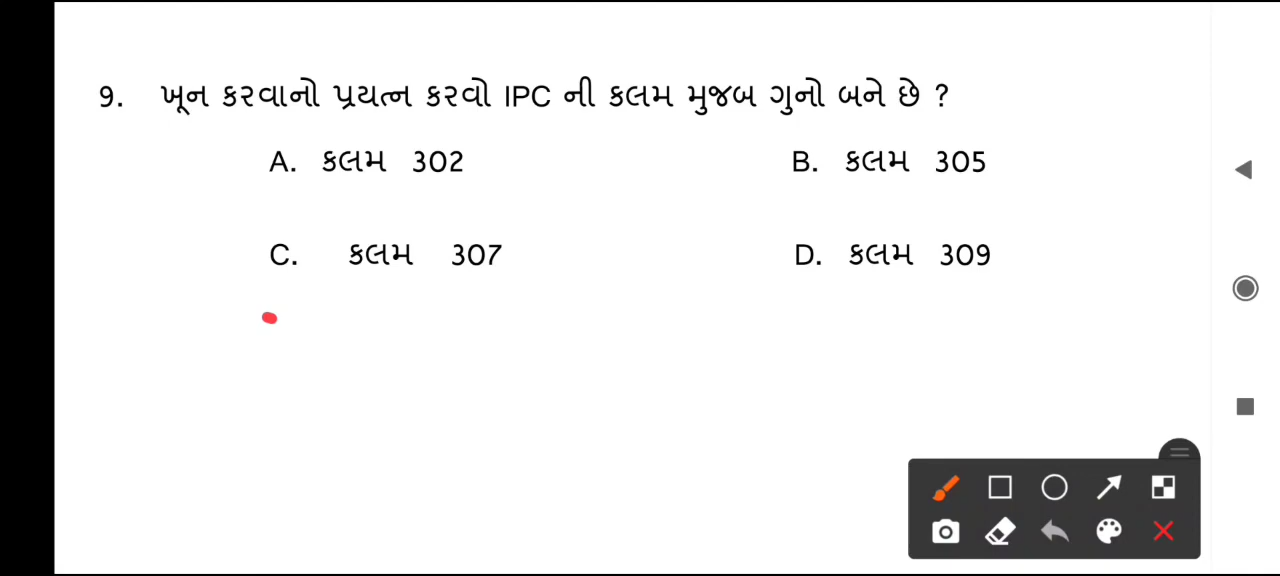 9. ખૂન કરવાનો પ્રયત્ન કરવો IPC ની કલમ મુજબ ગુનો બને છે ?
A. કલમ 302 B. કલમ 305
C. કલમ 307 D. કલમ 309